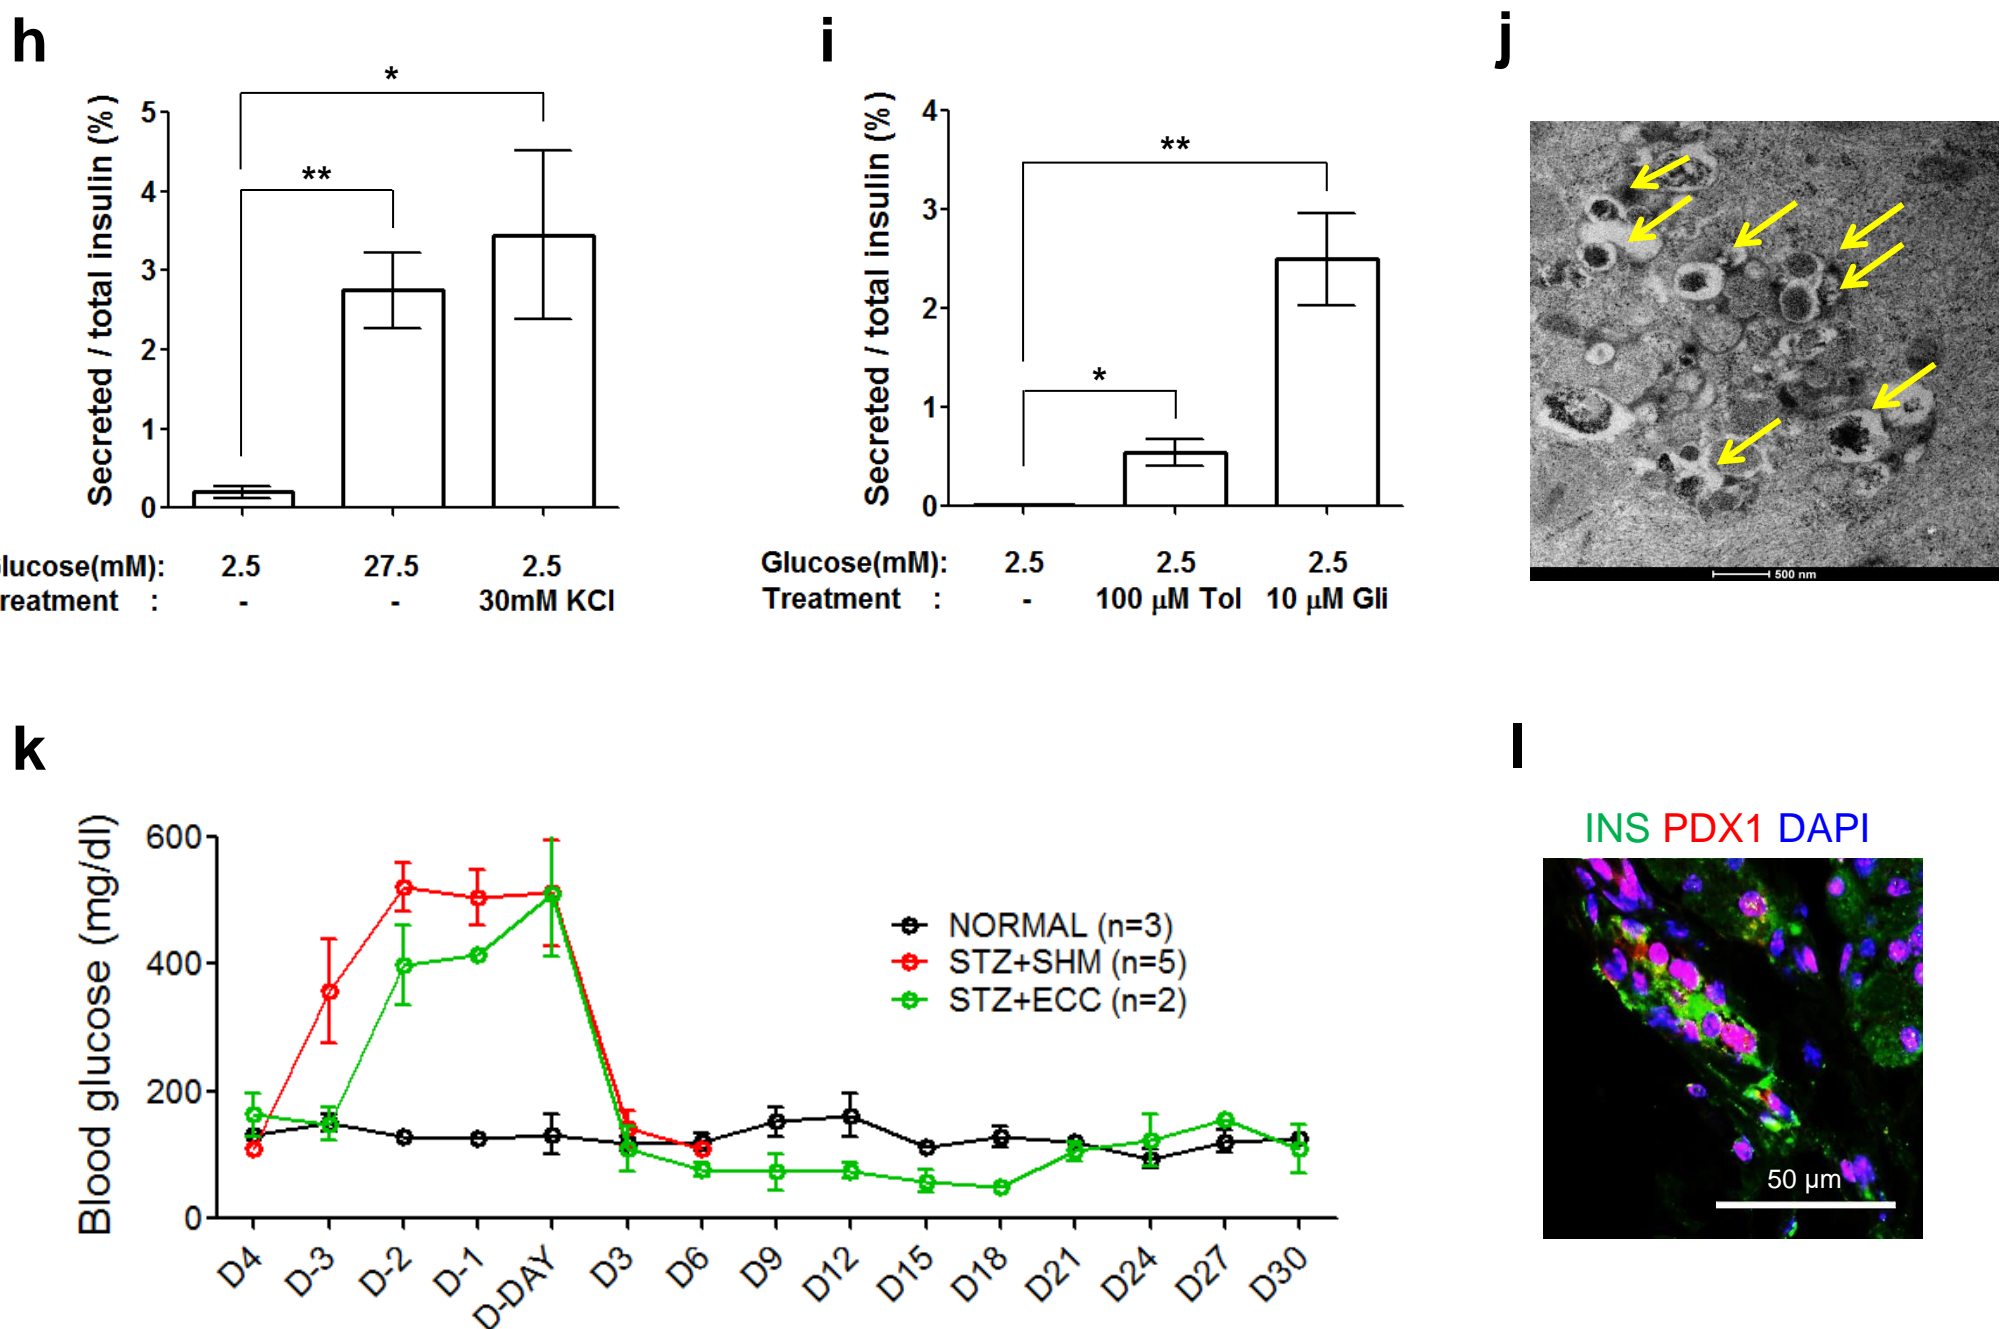 h
*
**
Secreted / total insulin (%)
5
4
3
2
1
0
lucose(mM): 2.5 27.5 2.5
reatment : - - 30mM KCl
i
**
*
Secreted / total insulin (%)
4
3
2
1
0
Glucose(mM): 2.5 2.5 2.5
Treatment : - 100 µM Tol 10 µM Gli
j
500 nm
k
Blood glucose (mg/dl)
600
400
200
0
NORMAL (n=3)
STZ+SHM (n=5)
STZ+ECC (n=2)
D4 D-3 D-2 D-1 D-DAY D3 D6 D9 D12 D15 D18 D21 D24 D27 D30
l
INS PDX1 DAPI
50 µm